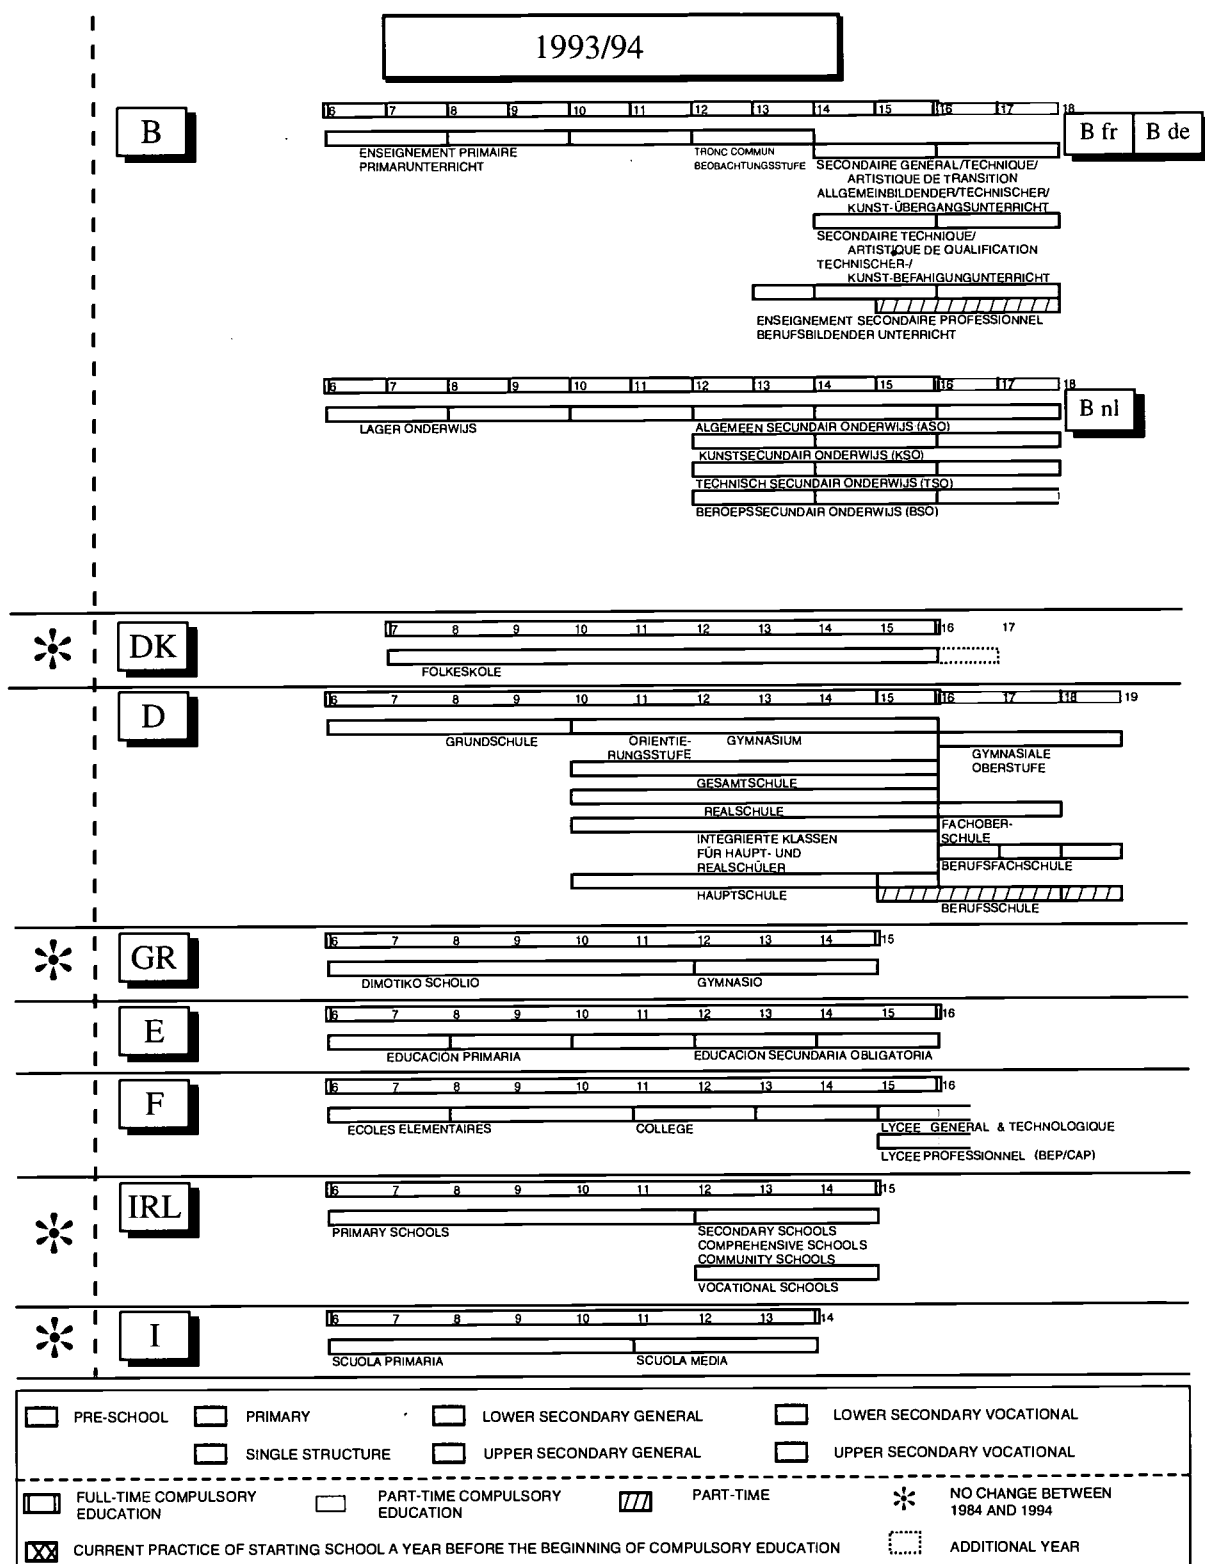 1993/94
B
6 7 8 9 10 11 12 13 14 15 16 17 18
B fr B de
ENSEIGNEMENT PRIMAIRE
PRIMARUNTERRICHT
TRONC COMMUN
BEOBACHTUNGSSTUFE
SECONDAIRE GENERAL/TECHNIQUE/
ARTISTIQUE DE TRANSITION
ALLGEMEINBILDENDER/TECHNISCHER/
KUNST-ÜBERGANGSUNTERRICHT
SECONDAIRE TECHNIQUE/
ARTISTIQUE DE QUALIFICATION
TECHNISCHER-/
KUNST-BEFAHIGUNGUNTERRICHT
ENSEIGNEMENT SECONDAIRE PROFESSIONNEL
BERUFSBILDENDER UNTERRICHT
6 7 8 9 10 11 12 13 14 15 16 17 18
B nl
LAGER ONDERWIJS
ALGEMEEN SECUNDAIR ONDERWIJS (ASO)
KUNSTSECUNDAIR ONDERWIJS (KSO)
TECHNISCH SECUNDAIR ONDERWIJS (TSO)
BEROEPSSECUNDAIR ONDERWIJS (BSO)
DK
7 8 9 10 11 12 13 14 15 16 17
FOLKESKOLE
D
6 7 8 9 10 11 12 13 14 15 16 17 18 19
GRUNDSCHULE
ORIENTIE-
RUNGSSTUFE
GYMNASIUM
GYMNASIALE
OBERSTUFE
GESAMTSCHULE
REALSCHULE
FACHOBER-
SCHULE
INTEGRIERTE KLASSEN
FÜR HAUPT- UND
REALSCHÜLER
BERUFSFACHSCHULE
HAUPTSCHULE
BERUFSSCHULE
GR
6 7 8 9 10 11 12 13 14 15
DIMOTIKO SCHOLIO
GYMNASIO
E
6 7 8 9 10 11 12 13 14 15 16
EDUCACIÓN PRIMARIA
EDUCACION SECUNDARIA OBLIGATORIA
F
6 7 8 9 10 11 12 13 14 15 16
ECOLES ELEMENTAIRES
COLLEGE
LYCEE GENERAL & TECHNOLOGIQUE
LYCEE PROFESSIONNEL (BEP/CAP)
IRL
6 7 8 9 10 11 12 13 14 15
PRIMARY SCHOOLS
SECONDARY SCHOOLS
COMPREHENSIVE SCHOOLS
COMMUNITY SCHOOLS
VOCATIONAL SCHOOLS
I
6 7 8 9 10 11 12 13 14
SCUOLA PRIMARIA
SCUOLA MEDIA
PRE-SCHOOL PRIMARY LOWER SECONDARY GENERAL LOWER SECONDARY VOCATIONAL
SINGLE STRUCTURE UPPER SECONDARY GENERAL UPPER SECONDARY VOCATIONAL
FULL-TIME COMPULSORY
EDUCATION
PART-TIME COMPULSORY
EDUCATION
PART-TIME
NO CHANGE BETWEEN
1984 AND 1994
CURRENT PRACTICE OF STARTING SCHOOL A YEAR BEFORE THE BEGINNING OF COMPULSORY EDUCATION
ADDITIONAL YEAR